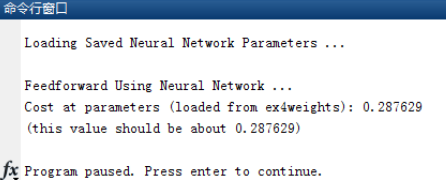 命令行窗口
Loading Saved Neural Network Parameters ...
Feedforward Using Neural Network ...
Cost at parameters (loaded from ex4weights): 0.287629
(this value should be about 0.287629)
fx Program paused. Press enter to continue.